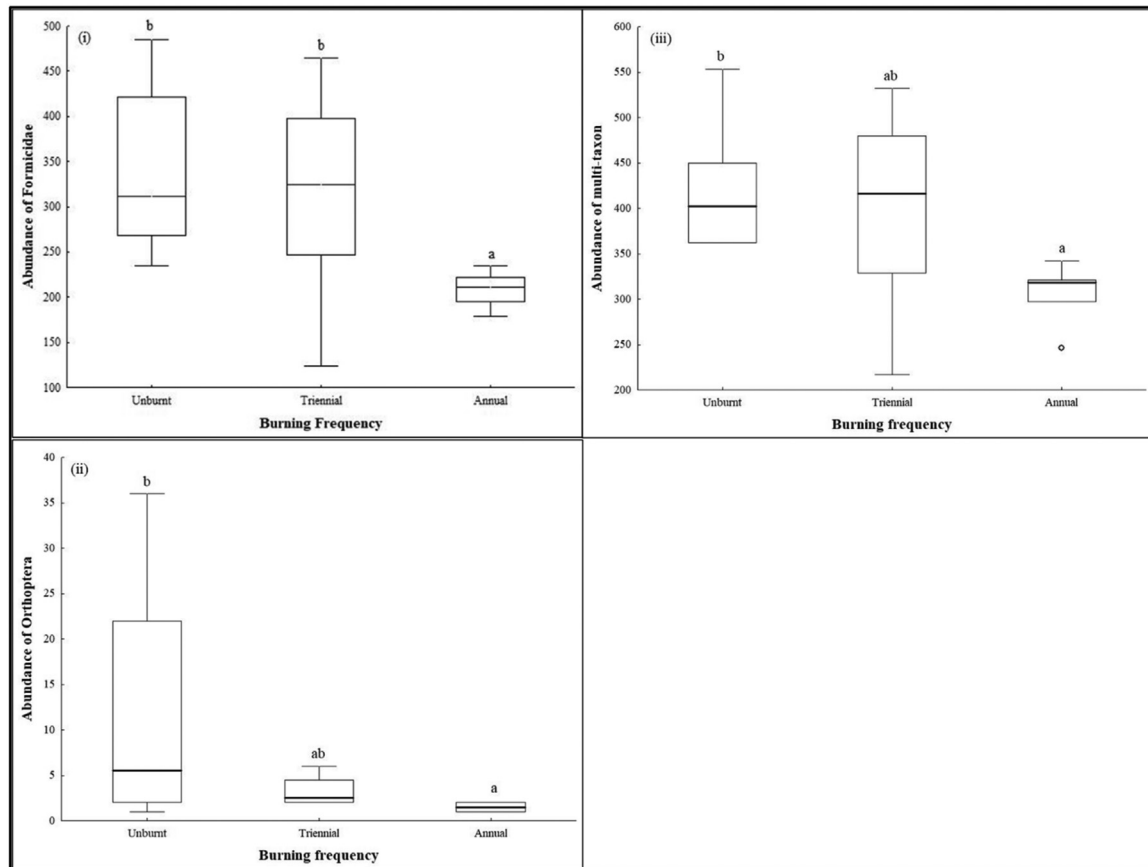 (i)
Abundance of Formicidae
500
450
400
350
300
250
200
150
100
b
b
a
Unburnt Triennial Annual
Burning Frequency
(iii)
Abundance of multi-taxon
600
550
500
450
400
350
300
250
200
b
ab
a
Unburnt Triennial Annual
Burning frequency
(ii)
Abundance of Orthoptera
40
35
30
25
20
15
10
5
0
b
ab
a
Unburnt Triennial Annual
Burning frequency